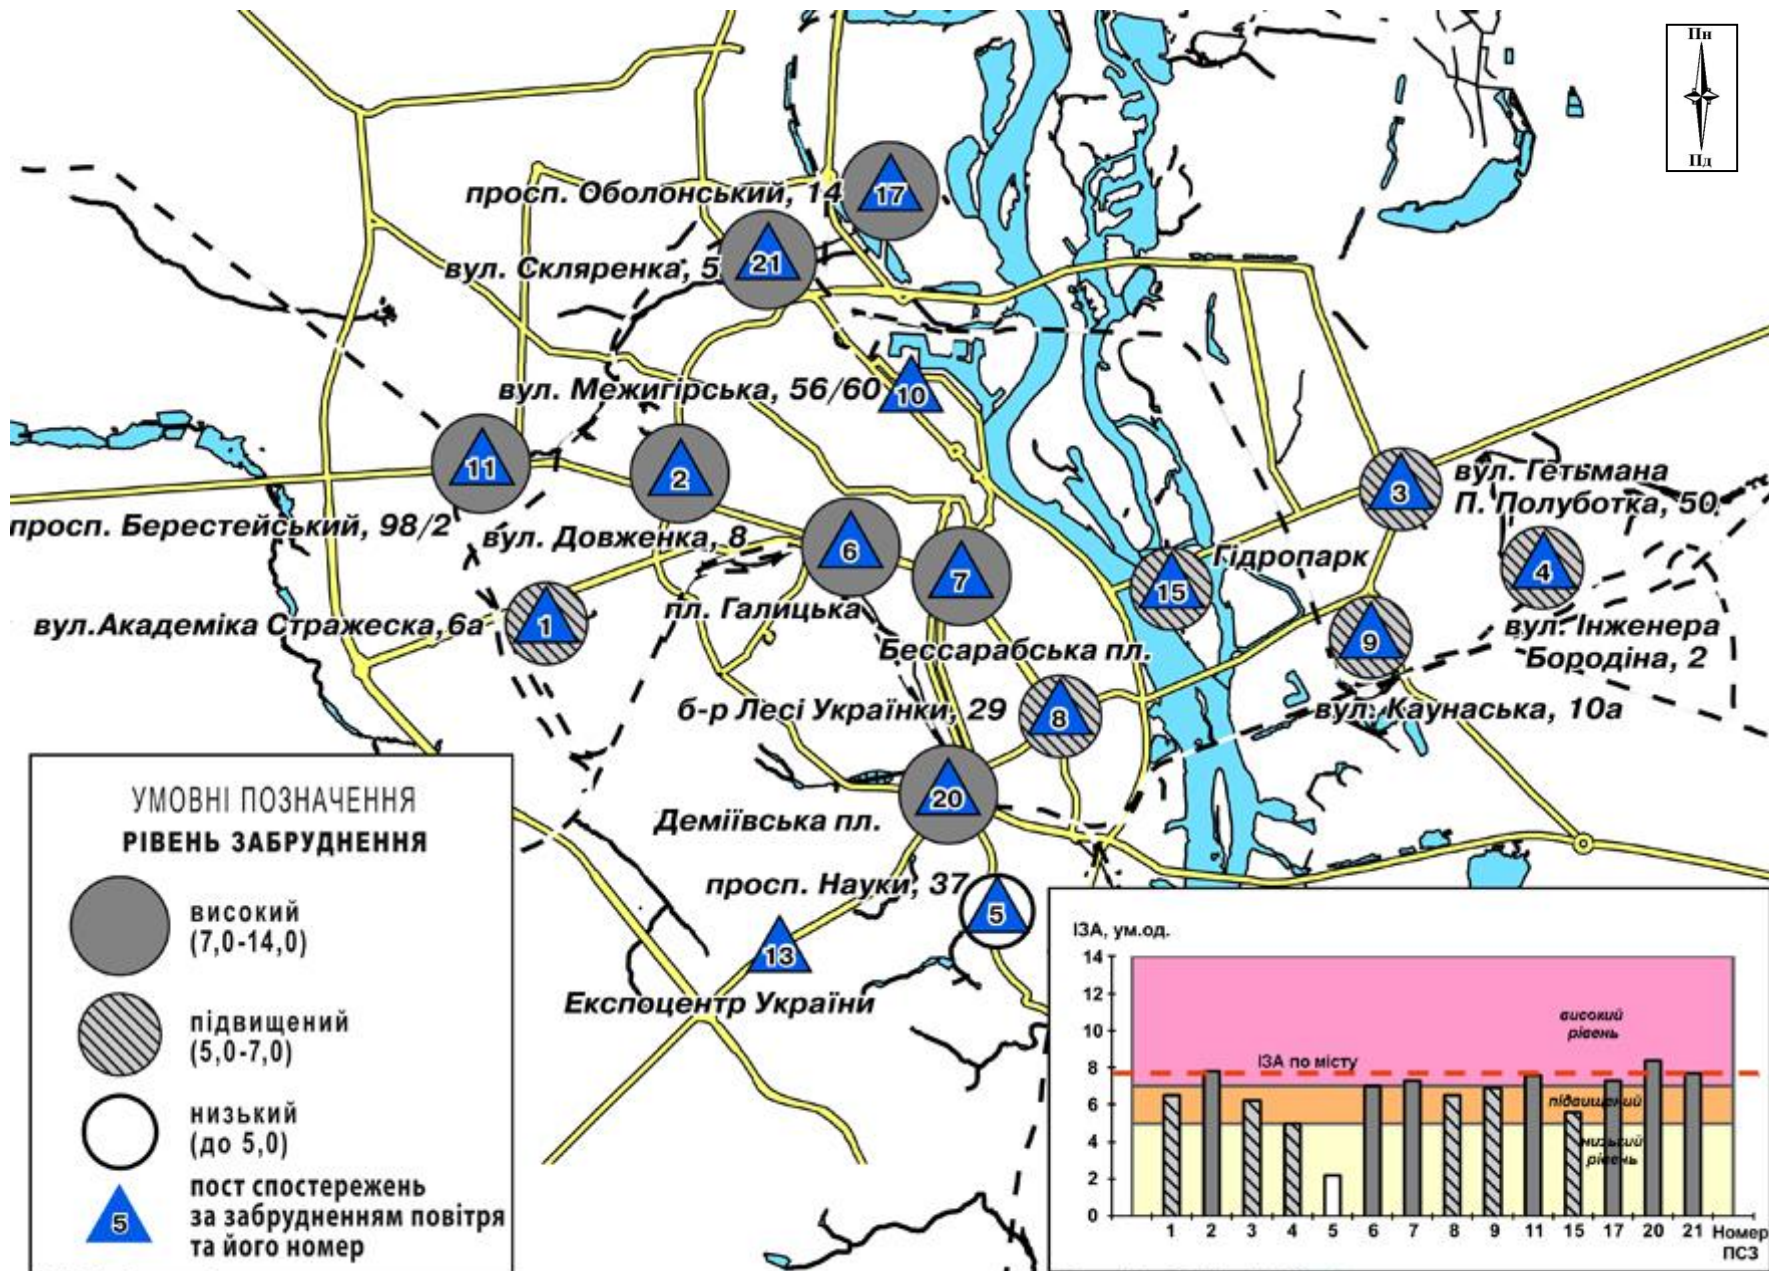 Пн
Пд
17
просп. Оболонський, 14
21
вул. Скляренка, 5
вул. Межигірська, 56/60
10
11
2
3
вул. Гетьмана
П. Полуботка, 50
просп. Берестейський, 98/2
вул. Довженка, 8
6
7
15
Гідропарк
4
пл. Галицька
вул.Академіка Стражеска,6а
1
9
вул. Інженера
Бородіна, 2
Бессарабська пл.
б-р Лесі Українки, 29
8
вул. Каунаська, 10а
20
Деміївська пл.
просп. Науки, 37
5
13
Експоцентр України
УМОВНІ ПОЗНАЧЕННЯ
РІВЕНЬ ЗАБРУДНЕННЯ
високий
(7,0-14,0)
підвищений
(5,0-7,0)
низький
(до 5,0)
5
пост спостережень
за забрудненням повітря
та його номер
ІЗА, ум.од.
14
12
10
8
6
4
2
0
високий
рівень
ІЗА по місту
підвищений
низький
рівень
1 2 3 4 5 6 7 8 9 11 15 17 20 21 Номер
ПСЗ